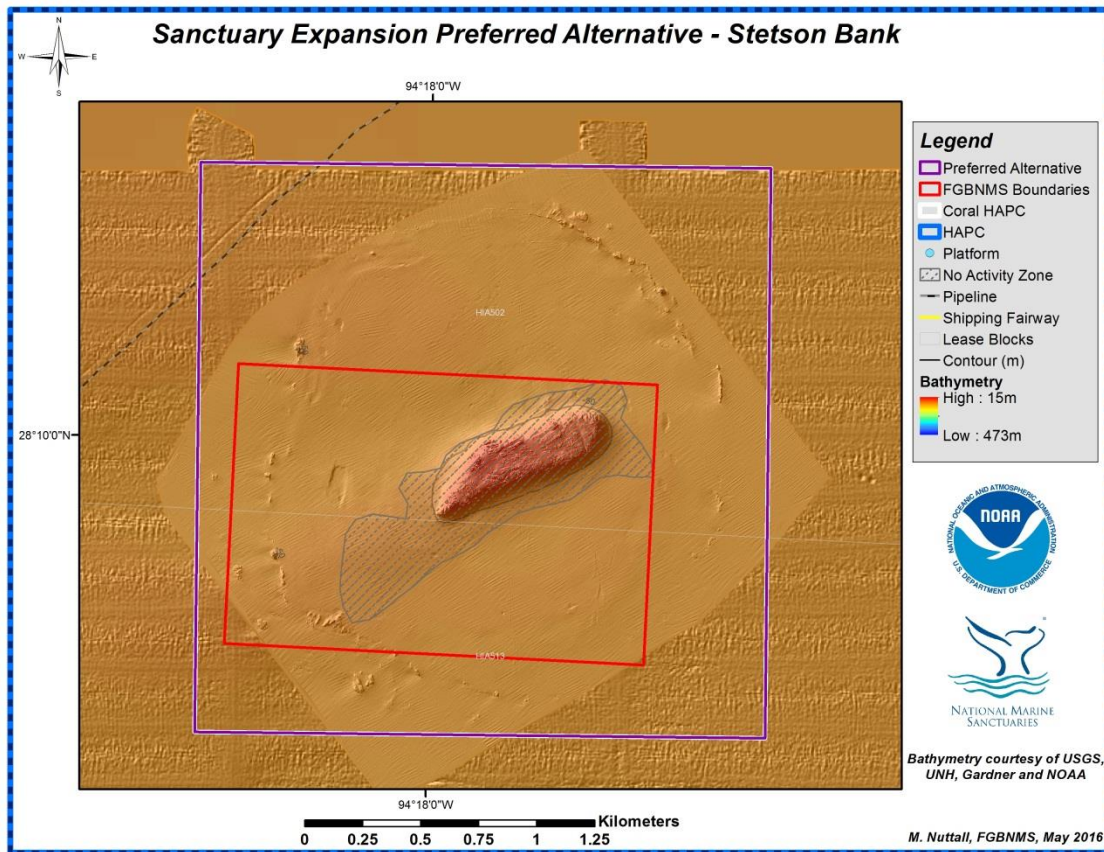 Sanctuary Expansion Preferred Alternative - Stetson Bank
N
W E
S
94°18'0"W
28°10'0"N
HIA502
HIA513
94°18'0"W
Kilometers
0 0.25 0.5 0.75 1 1.25
Legend
Preferred Alternative
FGBNMS Boundaries
Coral HAPC
HAPC
Platform
No Activity Zone
Pipeline
Shipping Fairway
Lease Blocks
Contour (m)
Bathymetry
High : 15m
Low : 473m
NATIONAL OCEANIC AND ATMOSPHERIC ADMINISTRATION
NOAA
U.S. DEPARTMENT OF COMMERCE
NATIONAL MARINE
SANCTUARIES
Bathymetry courtesy of USGS,
UNH, Gardner and NOAA
M. Nuttall, FGBNMS, May 2016